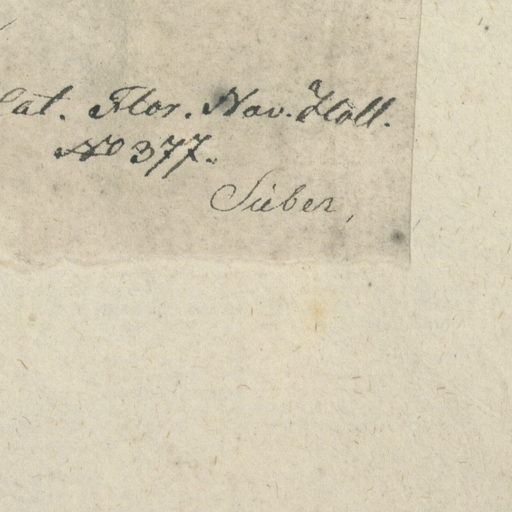 Cat. Flor. Nov. Holl.
No 377.
Sieber,